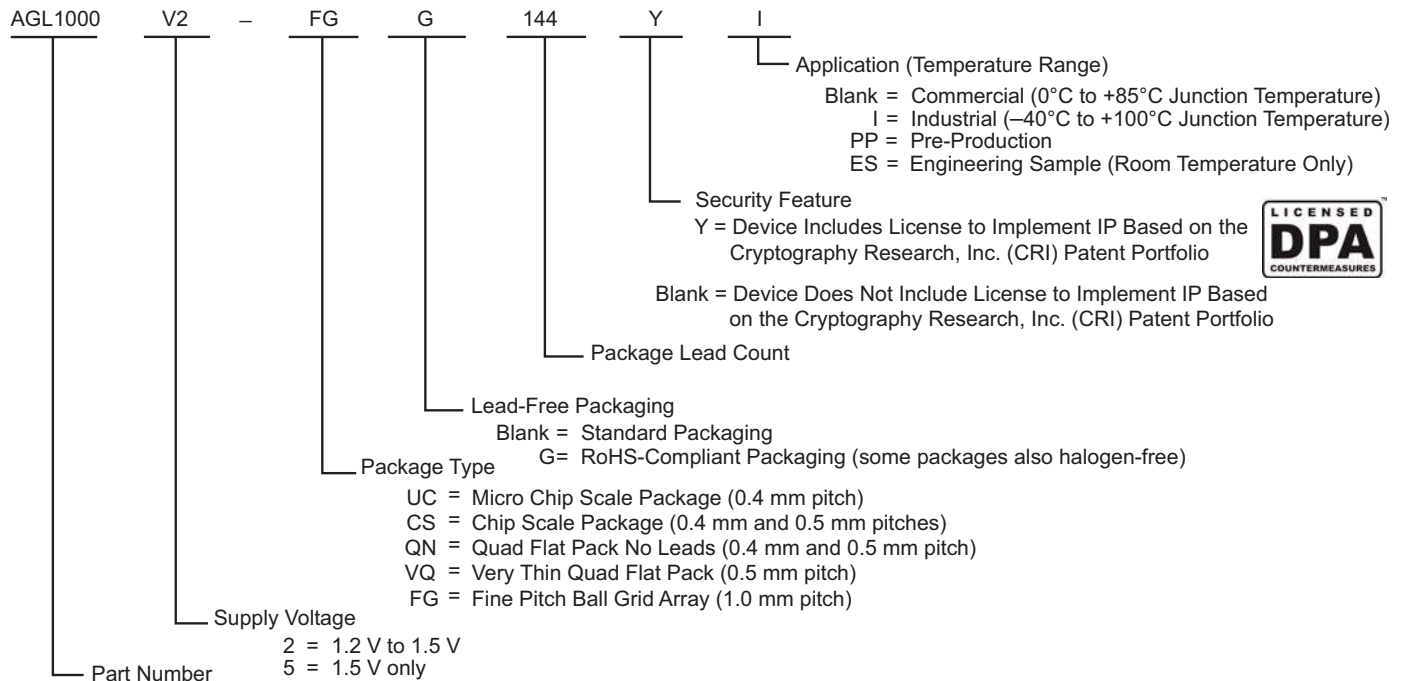 AGL1000 V2 – FG G 144 Y I
Application (Temperature Range)
Blank = Commercial (0°C to +85°C Junction Temperature)
I = Industrial (–40°C to +100°C Junction Temperature)
PP = Pre-Production
ES = Engineering Sample (Room Temperature Only)
Security Feature
Y = Device Includes License to Implement IP Based on the
Cryptography Research, Inc. (CRI) Patent Portfolio
LICENSED
DPA
COUNTERMEASURES
™
Blank = Device Does Not Include License to Implement IP Based
on the Cryptography Research, Inc. (CRI) Patent Portfolio
Package Lead Count
Lead-Free Packaging
Blank = Standard Packaging
G= RoHS-Compliant Packaging (some packages also halogen-free)
Package Type
UC = Micro Chip Scale Package (0.4 mm pitch)
CS = Chip Scale Package (0.4 mm and 0.5 mm pitches)
QN = Quad Flat Pack No Leads (0.4 mm and 0.5 mm pitch)
VQ = Very Thin Quad Flat Pack (0.5 mm pitch)
FG = Fine Pitch Ball Grid Array (1.0 mm pitch)
Supply Voltage
2 = 1.2 V to 1.5 V
5 = 1.5 V only
Part Number